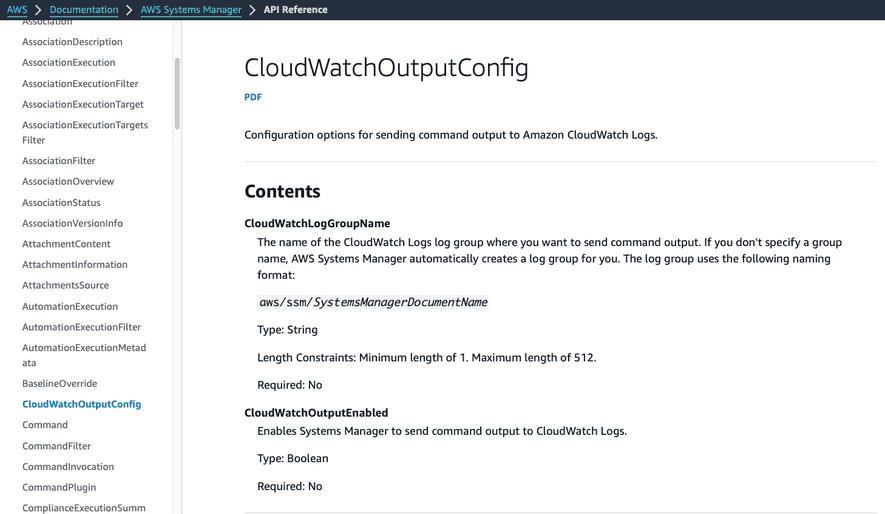 AWS > Documentation > AWS Systems Manager > API Reference
Association
AssociationDescription
AssociationExecution
AssociationExecutionFilter
AssociationExecutionTarget
AssociationExecutionTargets
Filter
AssociationFilter
AssociationOverview
AssociationStatus
AssociationVersionInfo
AttachmentContent
AttachmentInformation
AttachmentsSource
AutomationExecution
AutomationExecutionFilter
AutomationExecutionMetad
ata
BaselineOverride
CloudWatchOutputConfig
Command
CommandFilter
CommandInvocation
CommandPlugin
ComplianceExecutionSumm
CloudWatchOutputConfig
PDF
Configuration options for sending command output to Amazon CloudWatch Logs.
Contents
CloudWatchLogGroupName
The name of the CloudWatch Logs log group where you want to send command output. If you don't specify a group
name, AWS Systems Manager automatically creates a log group for you. The log group uses the following naming
format:
aws/ssm/SystemsManagerDocumentName
Type: String
Length Constraints: Minimum length of 1. Maximum length of 512.
Required: No
CloudWatchOutputEnabled
Enables Systems Manager to send command output to CloudWatch Logs.
Type: Boolean
Required: No